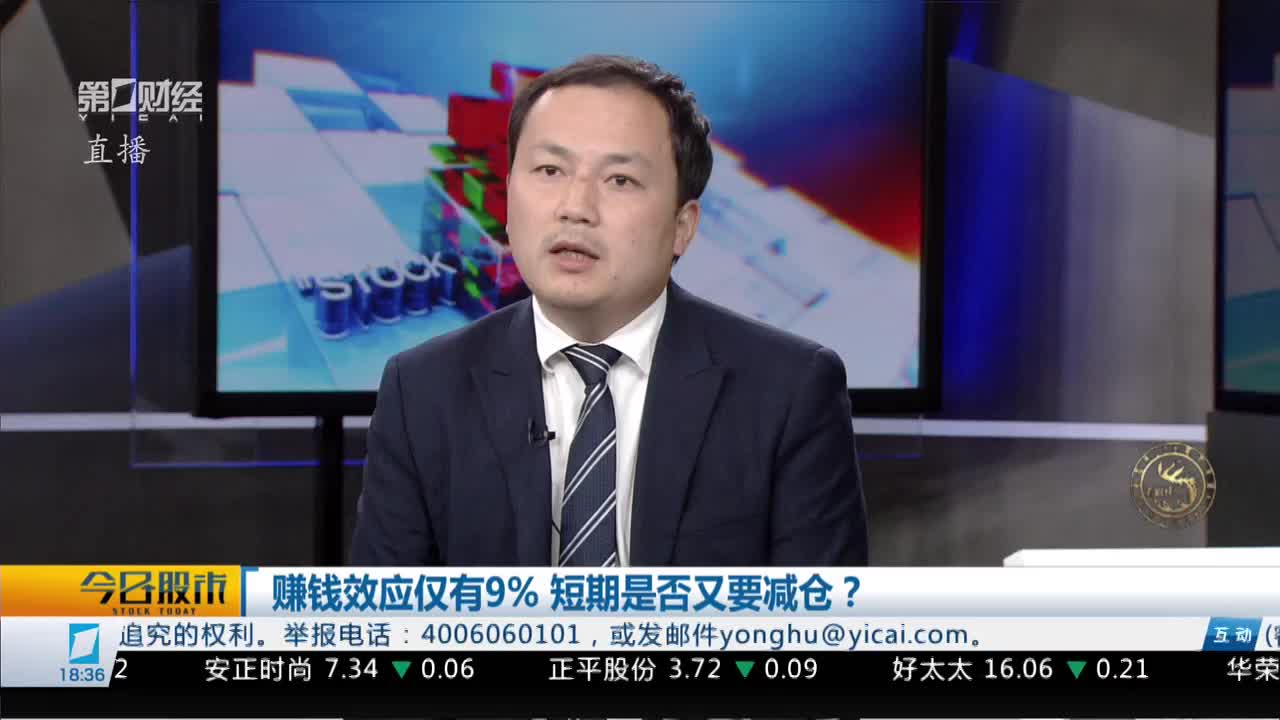 第一财经
YICAI
直播
"STOCK
今日股市
STOCK TODAY
赚钱效应仅有9% 短期是否又要减仓？
追究的权利。举报电话：4006060101，或发邮件yonghu@yicai.com。
互动
18:36
2 安正时尚 7.34 ▼ 0.06 正平股份 3.72 ▼ 0.09 好太太 16.06 ▼ 0.21 华荣